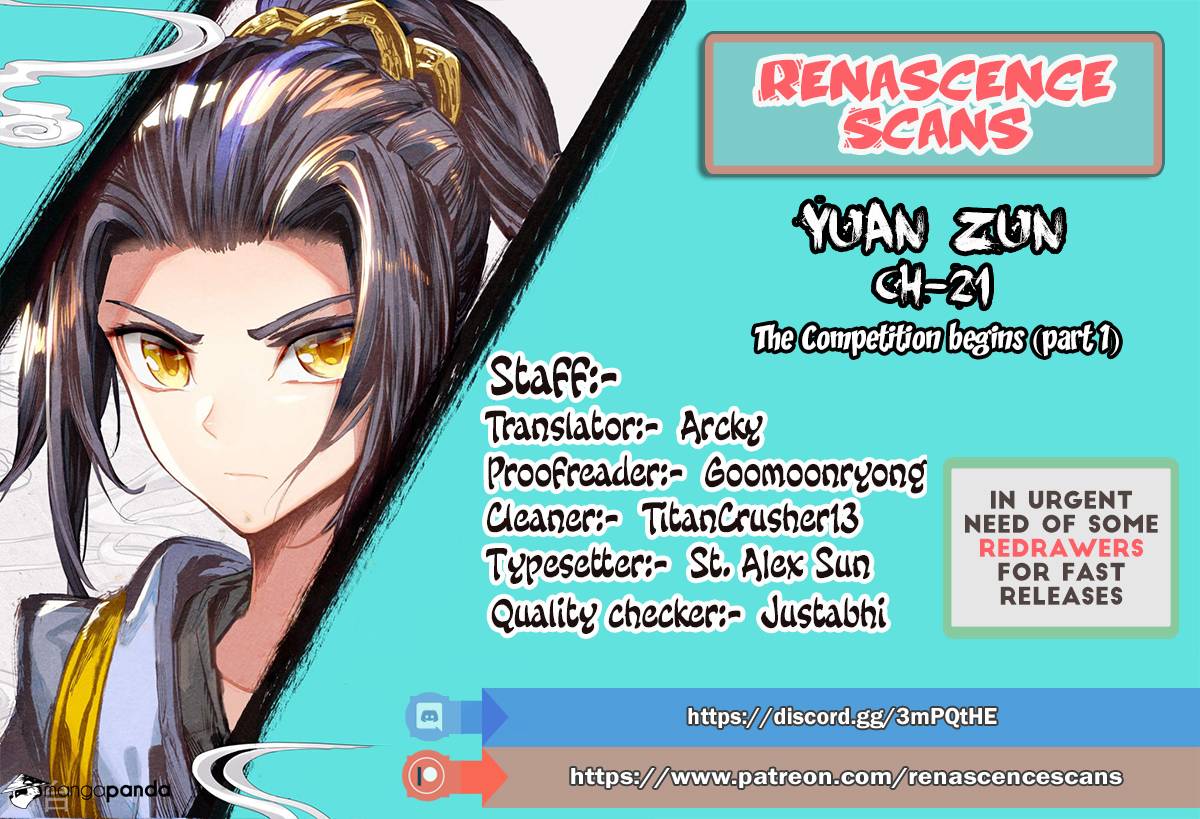 RENASCENCE
SCANS
YUAN ZUN
CH-21
The Competition begins (part 1)
Staff:-
Translator:- Arcky
Proofreader:- Goomoonryong
Cleaner:- TitanCrusher13
Typesetter:- St. Alex Sun
Quality checker:- Justabhi
IN URGENT
NEED OF SOME
REDRAWERS
FOR FAST
RELEASES
https://discord.gg/3mPQtHE
https://www.patreon.com/renascencescans
mangapanda